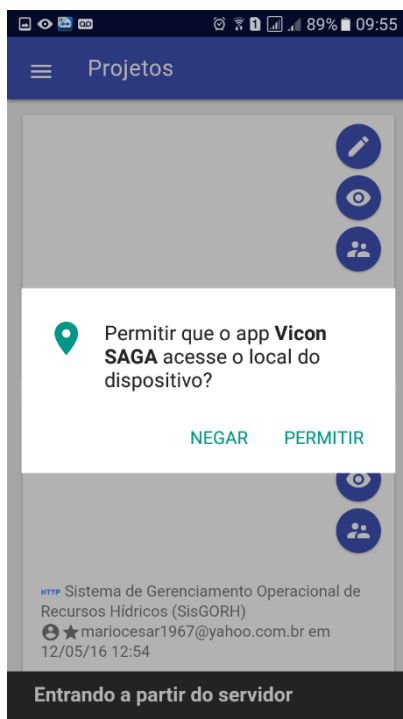 1 89% 09:55
Projetos
Permitir que o app Vicon
SAGA acesse o local do
dispositivo?
NEGAR PERMITIR
HTTP Sistema de Gerenciamento Operacional de
Recursos Hídricos (SisGORH)
mariocesar1967@yahoo.com.br em
12/05/16 12:54
Entrando a partir do servidor